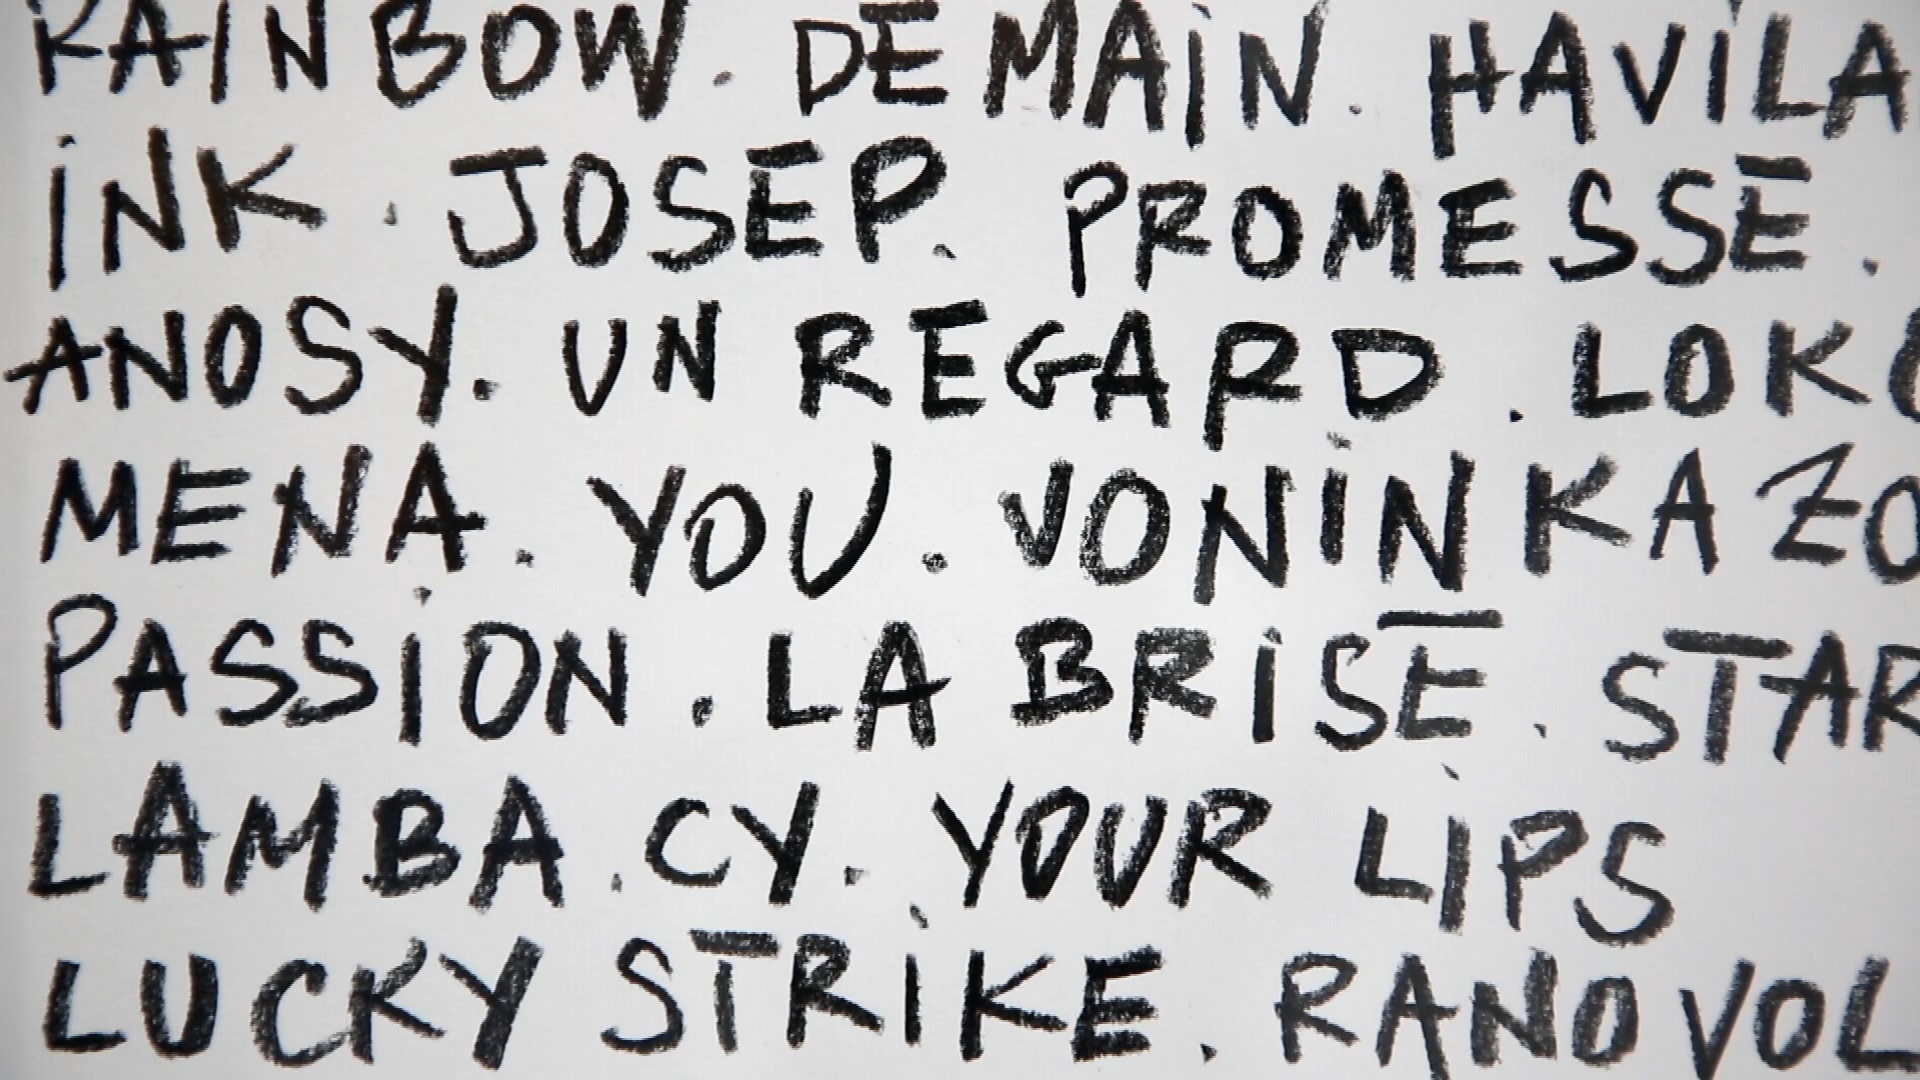 RAINBOW. DEMAIN. HAVILA
INK. JOSEP. PROMESSE.
ANOSY. UN REGARD. LOKO
MENA. YOU. VONINKAZO
PASSION. LA BRISE. STAR
LAMBA. CY. YOUR LIPS
LUCKY STRIKE. RANOVOL